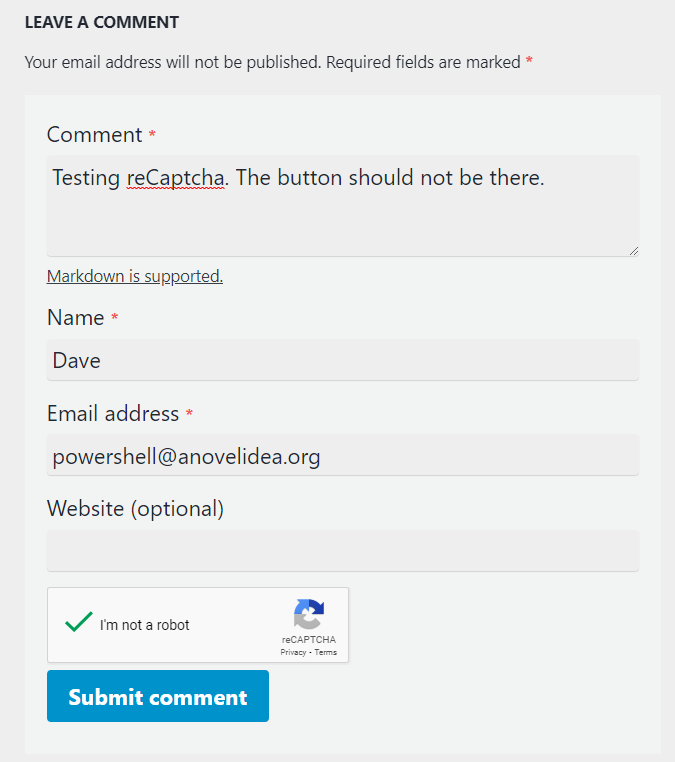 LEAVE A COMMENT
Your email address will not be published. Required fields are marked *
Comment *
Testing reCaptcha. The button should not be there.
Markdown is supported.
Name *
Dave
Email address *
powershell@anovelidea.org
Website (optional)
I'm not a robot
reCAPTCHA
Privacy - Terms
Submit comment